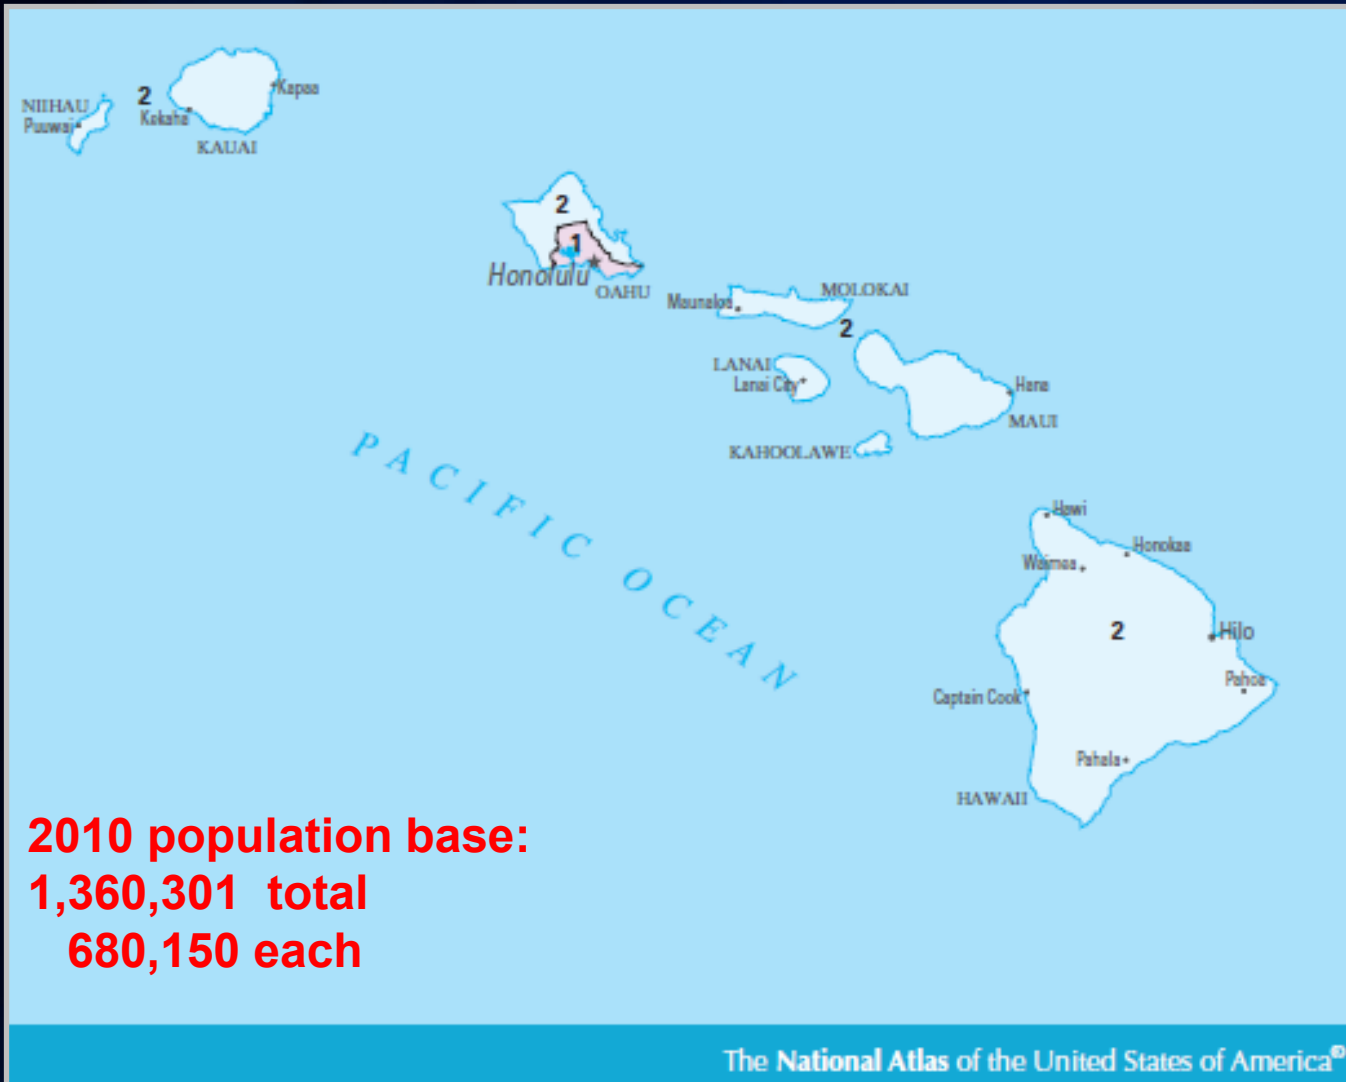 2
Kapaa
NIIHAU
Puuwai
Kekaha
KAUAI
2
1
Honolulu
OAHU
Maunaloa
MOLOKAI
2
LANAI
Lanai City
Hana
MAUI
KAHOOLAWE
PACIFIC OCEAN
Hawi
Honokaa
Waimea
2
Hilo
Pahoa
Captain Cook
Pahala
HAWAII
2010 population base:
1,360,301 total
680,150 each
The National Atlas of the United States of America®